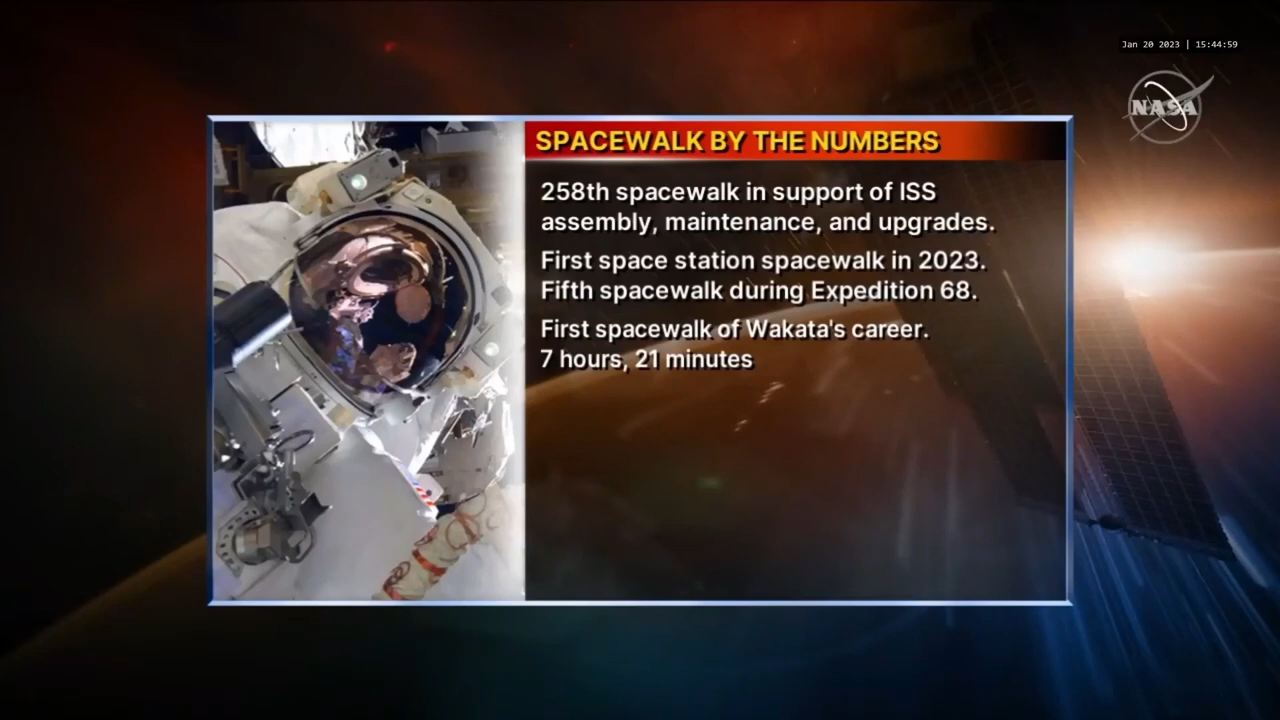 Jan 20 2023 | 15:44:59
NASA
SPACEWALK BY THE NUMBERS
258th spacewalk in support of ISS
assembly, maintenance, and upgrades.
First space station spacewalk in 2023.
Fifth spacewalk during Expedition 68.
First spacewalk of Wakata's career.
7 hours, 21 minutes